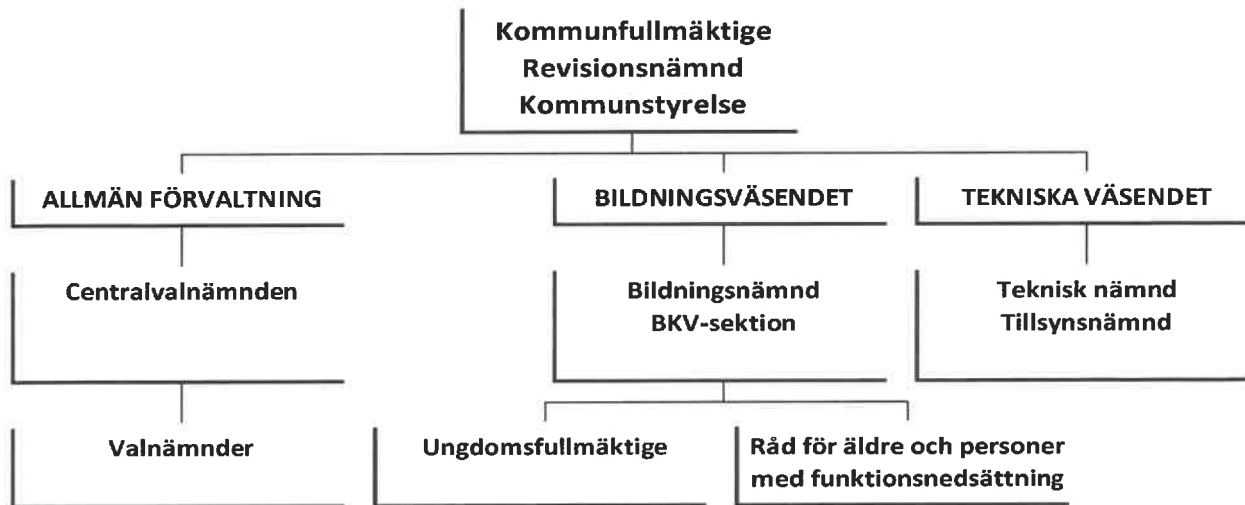 Kommunfullmäktige
Revisionsnämnd
Kommunstyrelse
ALLMÄN FÖRVALTNING
BILDNINGSVÄSENDET
TEKNISKA VÄSENDET
Centralvalnämnden
Bildningsnämnd
BKV-sektion
Teknisk nämnd
Tillsynsnämnd
Valnämnder
Ungdomsfullmäktige
Råd för äldre och personer
med funktionsnedsättning